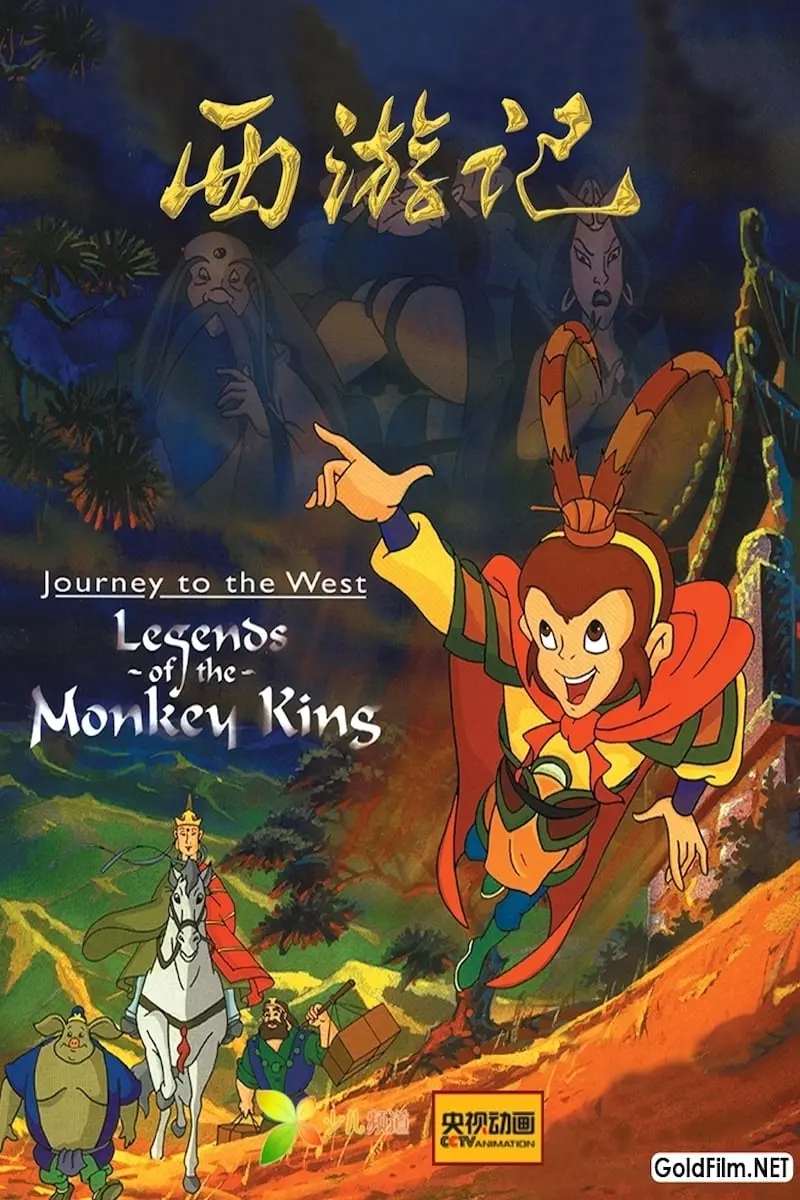 西游记
Journey to the West
Legends
~of the~
Monkey King
少儿频道
央视动画
CCTV ANIMATION
GoldFilm.NET